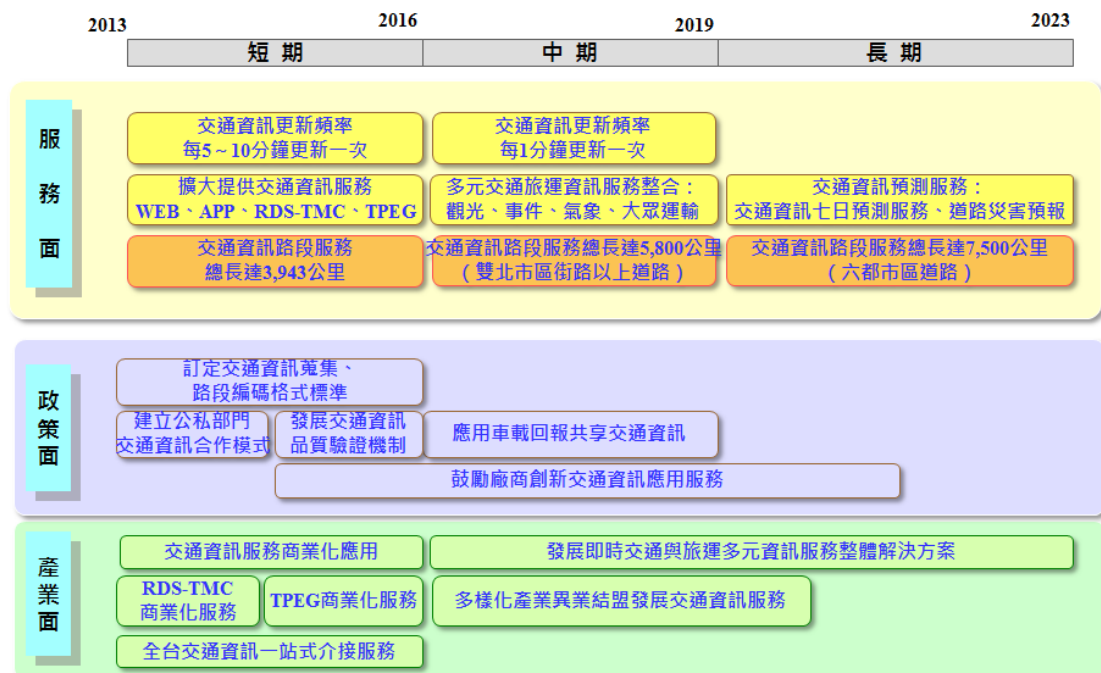 2013
2016
2019
2023
短 期
中 期
長 期
服務面
交通資訊更新頻率
每5～10分鐘更新一次
交通資訊更新頻率
每1分鐘更新一次
擴大提供交通資訊服務
WEB、APP、RDS-TMC、TPEG
多元交通旅運資訊服務整合：
觀光、事件、氣象、大眾運輸
交通資訊預測服務：
交通資訊七日預測服務、道路災害預報
交通資訊路段服務
總長達3,943公里
交通資訊路段服務總長達5,800公里
（雙北市區街路以上道路）
交通資訊路段服務總長達7,500公里
（六都市區道路）
政策面
訂定交通資訊蒐集、
路段編碼格式標準
建立公私部門
交通資訊合作模式
發展交通資訊
品質驗證機制
應用車載回報共享交通資訊
鼓勵廠商創新交通資訊應用服務
產業面
交通資訊服務商業化應用
發展即時交通與旅運多元資訊服務整體解決方案
RDS-TMC
商業化服務
TPEG商業化服務
多樣化產業異業結盟發展交通資訊服務
全台交通資訊一站式介接服務